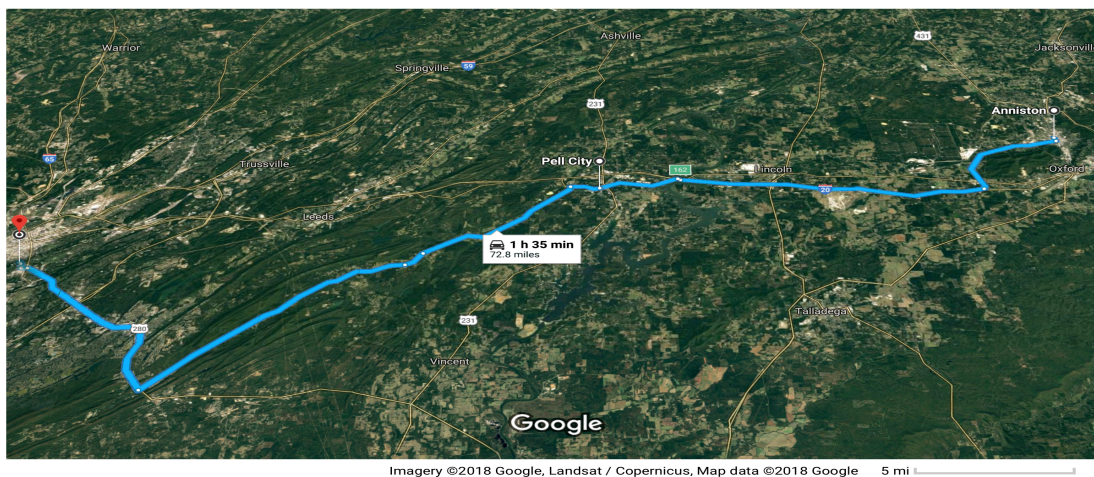 Warrior
Ashville
431
Jacksonville
Springville
59
231
Anniston
65
Trussville
Pell City
162
Lincoln
Oxford
20
Leeds
1 h 35 min
72.8 miles
280
231
Talladega
Vincent
Google
Imagery ©2018 Google, Landsat / Copernicus, Map data ©2018 Google 5 mi